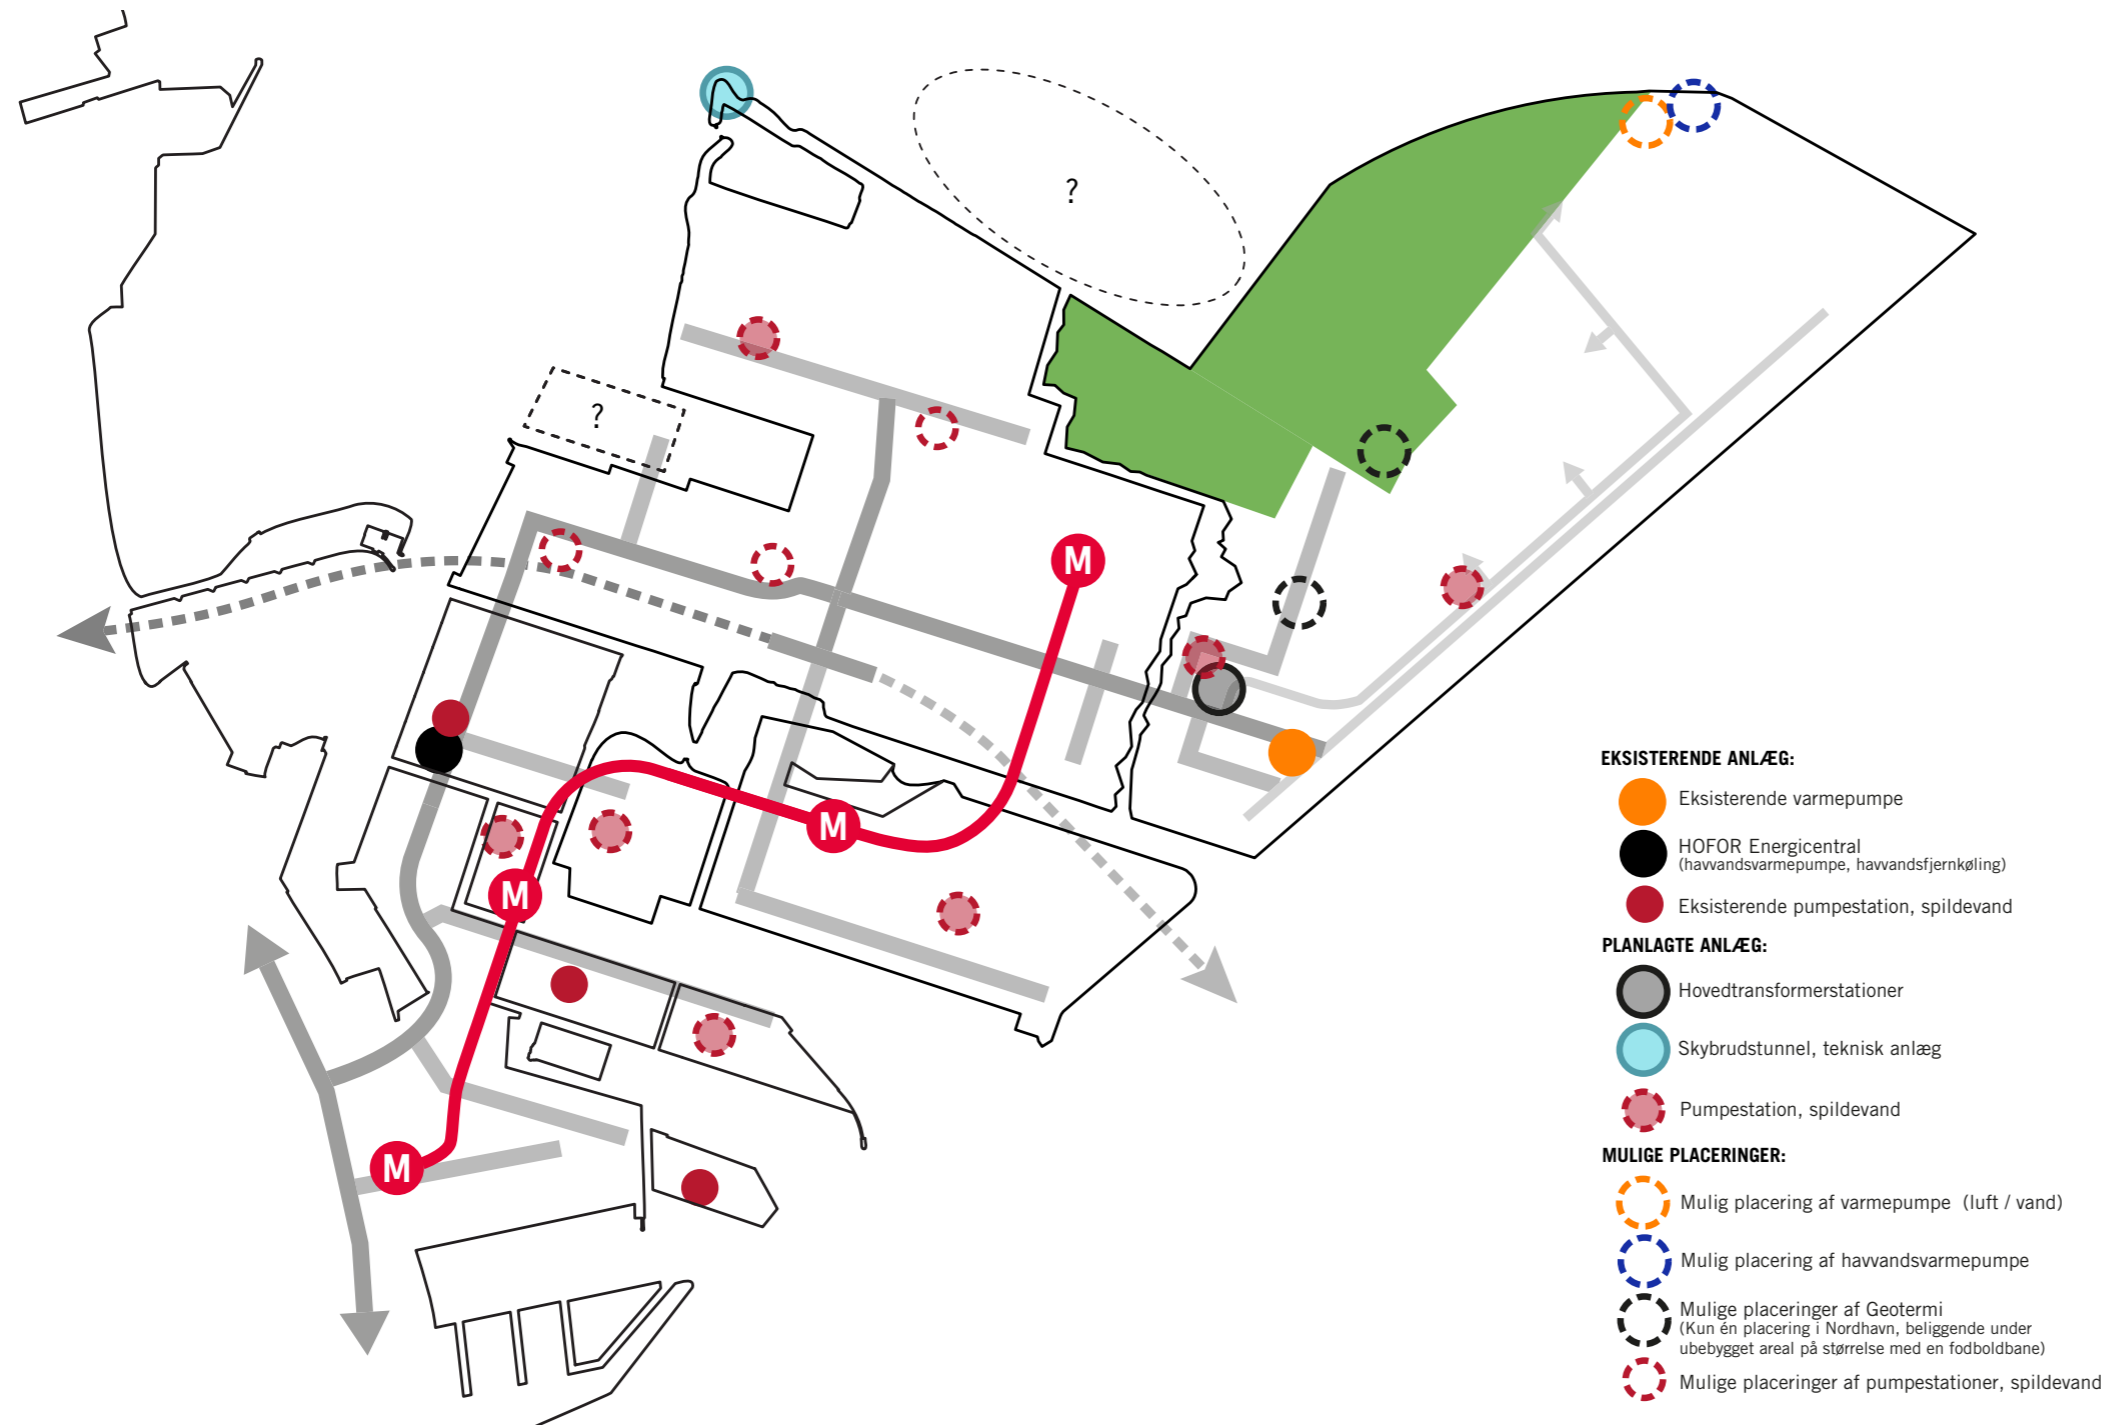 ?
?
M
M
M
M
EKSISTERENDE ANLÆG:
Eksisterende varmepumpe
HOFOR Energicentral
(havvandsvarmepumpe, havvandsfjernkøling)
Eksisterende pumpestation, spildevand
PLANLAGTE ANLÆG:
Hovedtransformerstationer
Skybrudstunnel, teknisk anlæg
Pumpestation, spildevand
MULIGE PLACERINGER:
Mulig placering af varmepumpe (luft / vand)
Mulig placering af havvandsvarmepumpe
Mulige placeringer af Geotermi
(Kun én placering i Nordhavn, beliggende under
ubebygget areal på størrelse med en fodboldbane)
Mulige placeringer af pumpestationer, spildevand